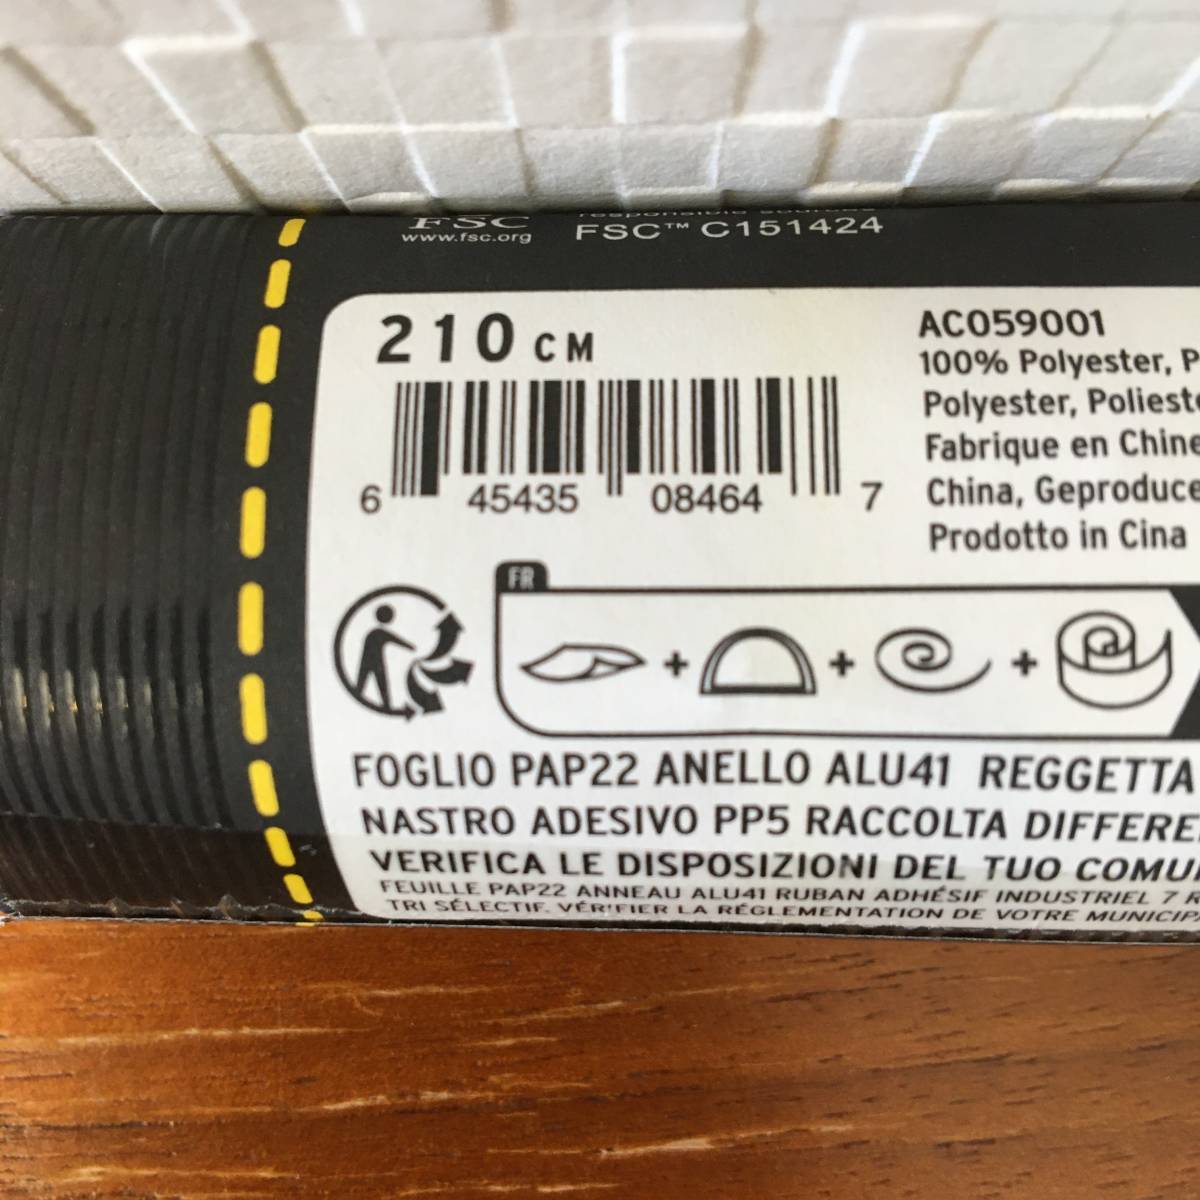 FSC
www.fsc.org
responsible sources
FSC™ C151424
210 CM
6 45435 08464 7
AC059001
100% Polyester, P
Polyester, Polieste
Fabrique en Chine
China, Geproduce
Prodotto in Cina
FR
FOGLIO PAP22 ANELLO ALU41 REGGETTA
NASTRO ADESIVO PP5 RACCOLTA DIFFERE
VERIFICA LE DISPOSIZIONI DEL TUO COMU
FEUILLE PAP22 ANNEAU ALU41 RUBAN ADHÉSIF INDUSTRIEL 7 R
TRI SÉLECTIF. VÉRIFIER LA RÉGLEMENTATION DE VOTRE MUNICIP